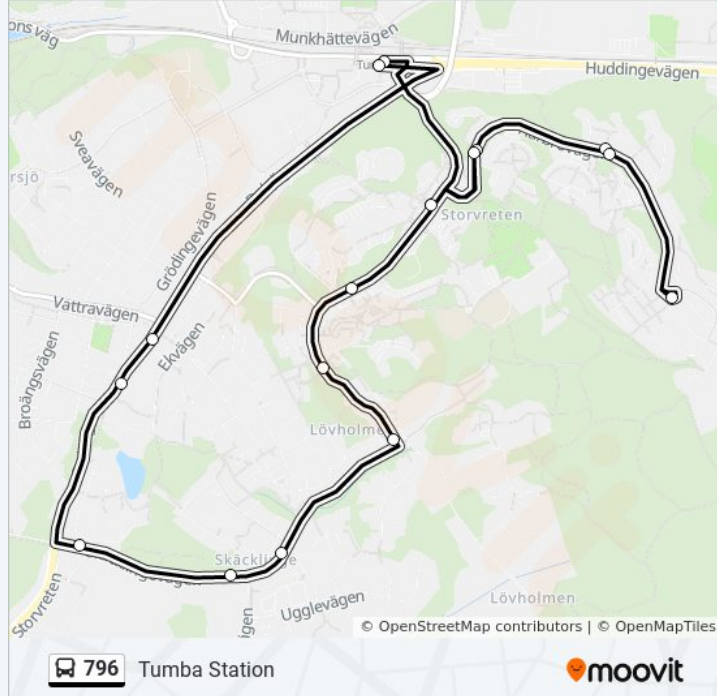 Munkhättevägen
Huddingevägen
Sveavägen
Storvreten
Grödingevägen
Vattravägen
Ekvägen
Broängsvägen
Lövholmen
Skäcklinge
Storvreten
Ugglevägen
Lövholmen
© OpenStreetMap contributors | © OpenMapTiles
796 Tumba Station
moovit